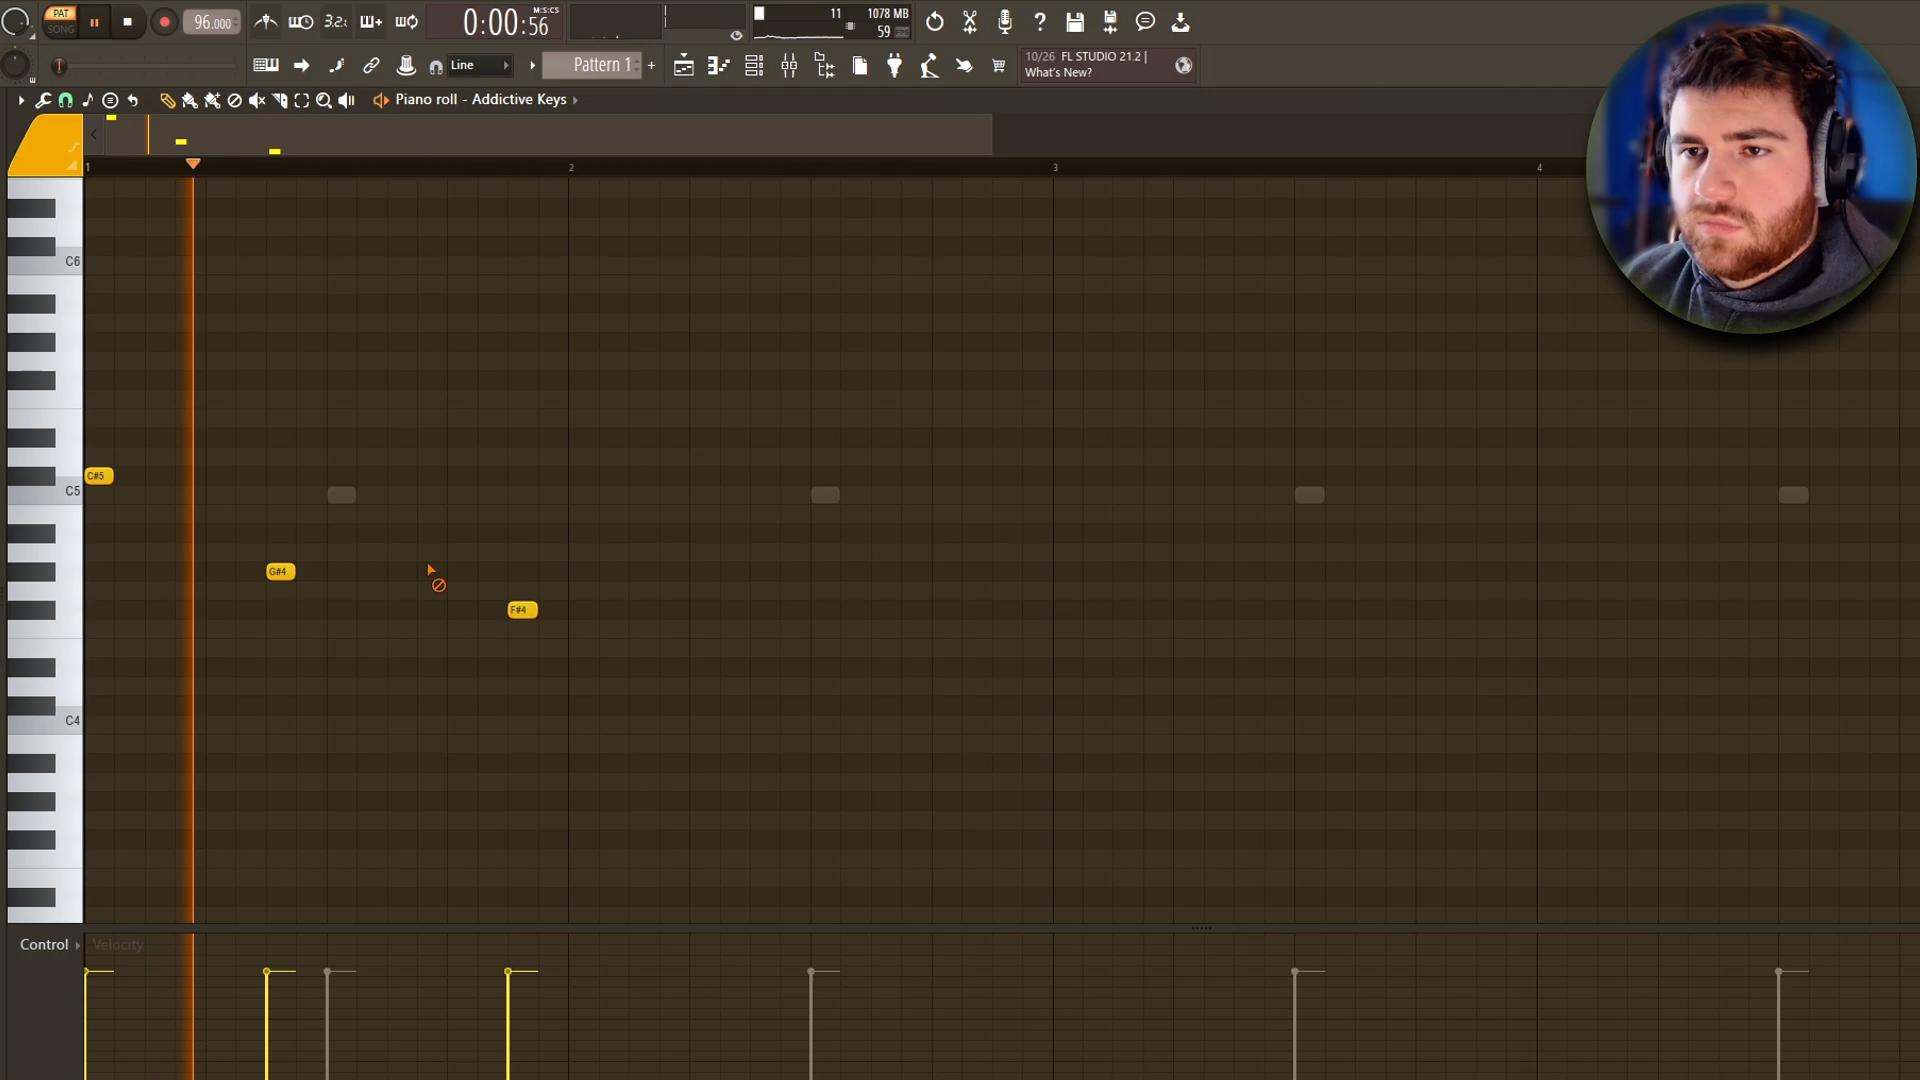 PAT
SONG
96.000
3.2.
0:00:56
M:S:CS
11
1078 MB
59
Line
Pattern 1
10/26 FL STUDIO 21.2 |
What's New?
Piano roll - Addictive Keys
1
2
3
4
C6
C#5
C5
G#4
F#4
C4
Control
Velocity